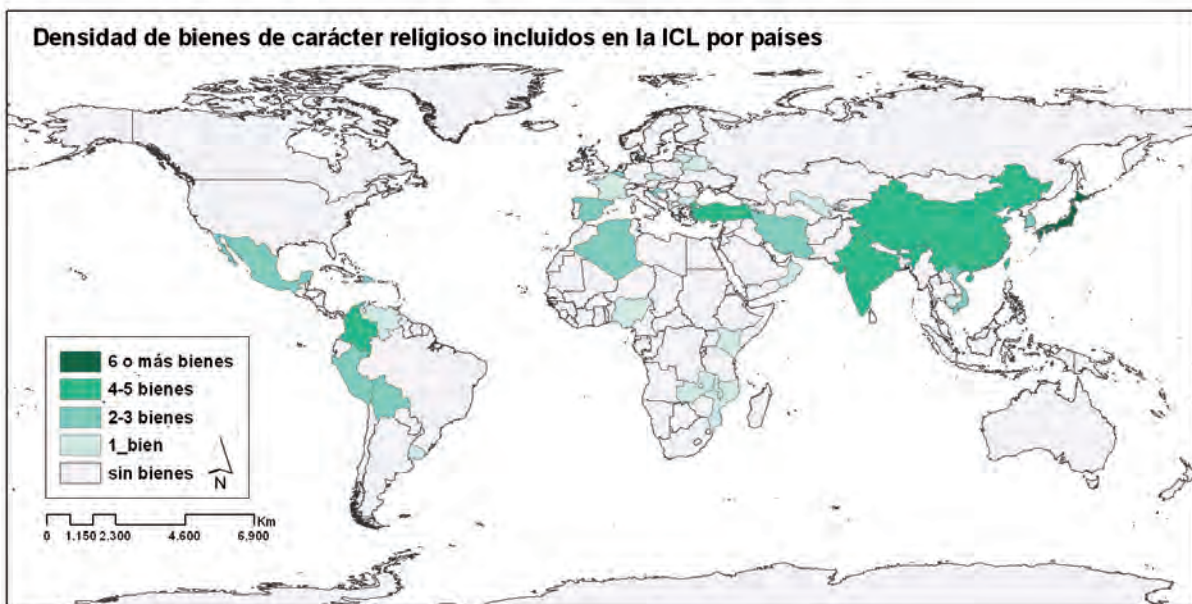 Densidad de bienes de carácter religioso incluidos en la ICL por países
6 o más bienes
4-5 bienes
2-3 bienes
1_bien
sin bienes
N
Km
0 1.150 2.300 4.600 6.900